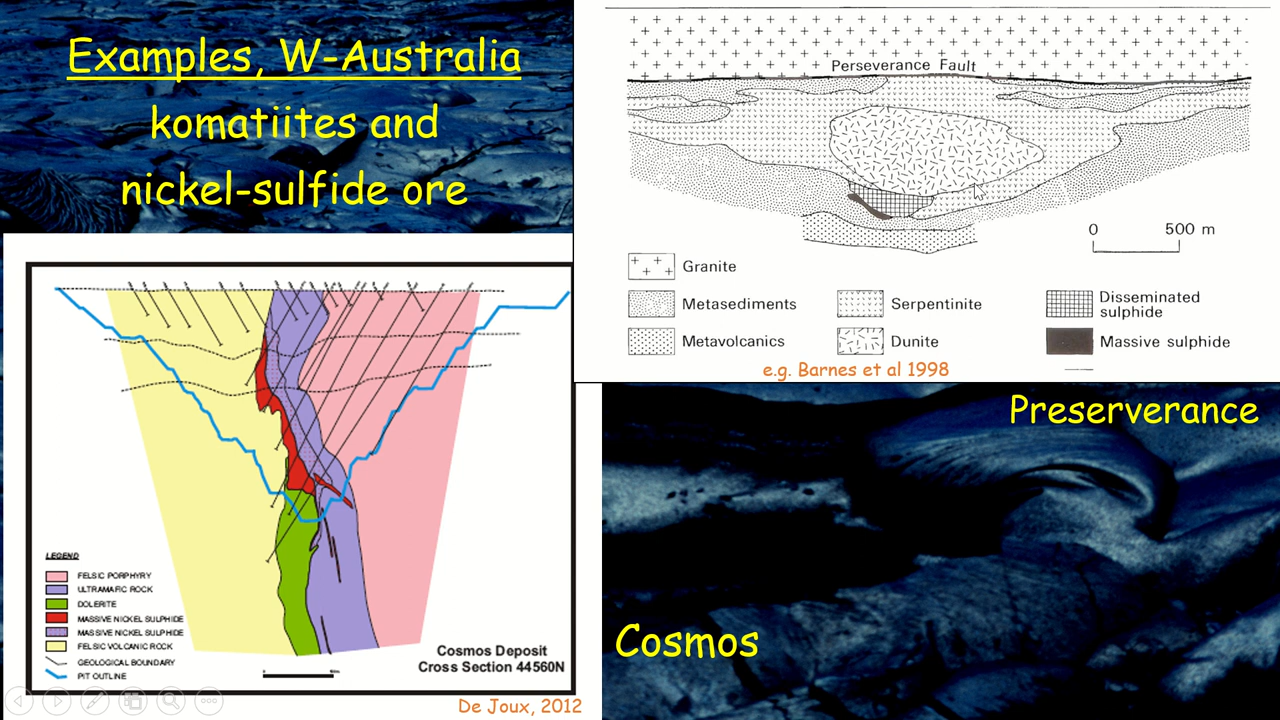 Examples, W-Australia
komatiites and
nickel-sulfide ore
Perseverance Fault
0 500 m
Granite
Metasediments
Metavolcanics
Serpentinite
Dunite
Disseminated
sulphide
Massive sulphide
e.g. Barnes et al 1998
Preserverance
Cosmos
LEGEND
FELSIC PORPHYRY
ULTRAMAFIC ROCK
DOLERITE
MASSIVE NICKEL SULPHIDE
MASSIVE NICKEL SULPHIDE
FELSIC VOLCANIC ROCK
GEOLOGICAL BOUNDARY
PIT OUTLINE
Cosmos Deposit
Cross Section 44560N
De Joux, 2012